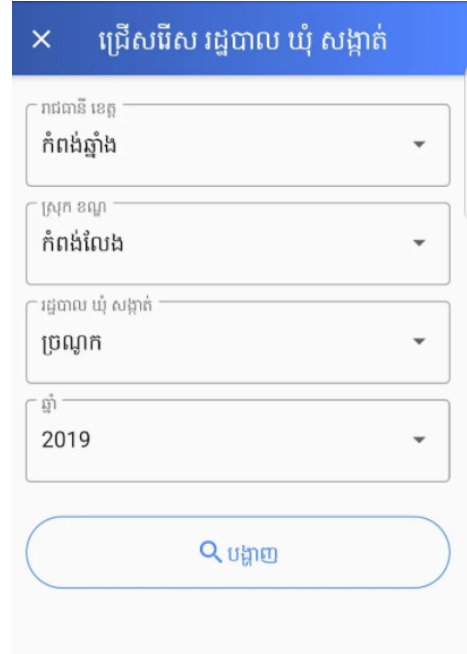 ជ្រើសរើស រដ្ឋបាល ឃុំ សង្កាត់
រាជធានី ខេត្ត
កំពង់ឆ្នាំង
ស្រុក ខណ្ឌ
កំពង់លែង
រដ្ឋបាល ឃុំ សង្កាត់
ច្រណូក
ឆ្នាំ
2019
បង្ហាញ